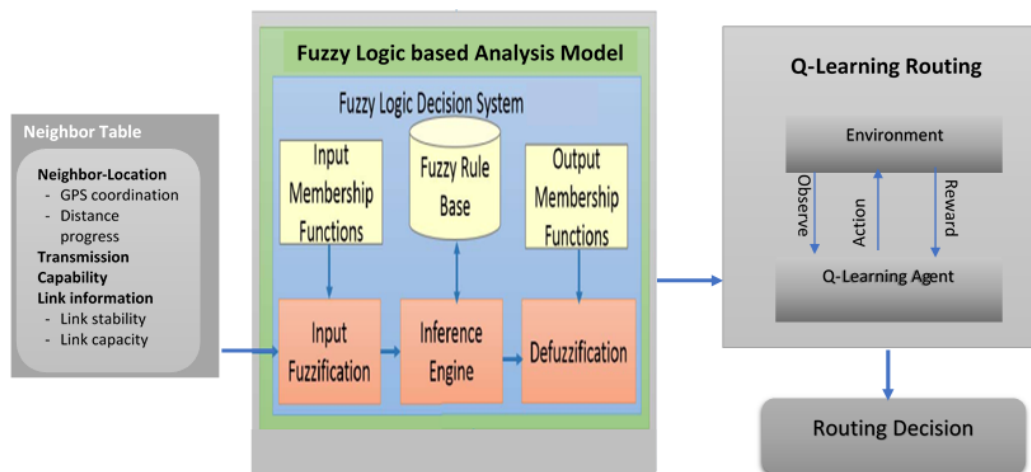 Neighbor Table
Neighbor-Location
- GPS coordination
- Distance
progress
Transmission
Capability
Link information
- Link stability
- Link capacity
Fuzzy Logic based Analysis Model
Fuzzy Logic Decision System
Input
Membership
Functions
Fuzzy Rule
Base
Output
Membership
Functions
Input
Fuzzification
Inference
Engine
Defuzzification
Q-Learning Routing
Environment
Observe
Action
Reward
Q-Learning Agent
Routing Decision